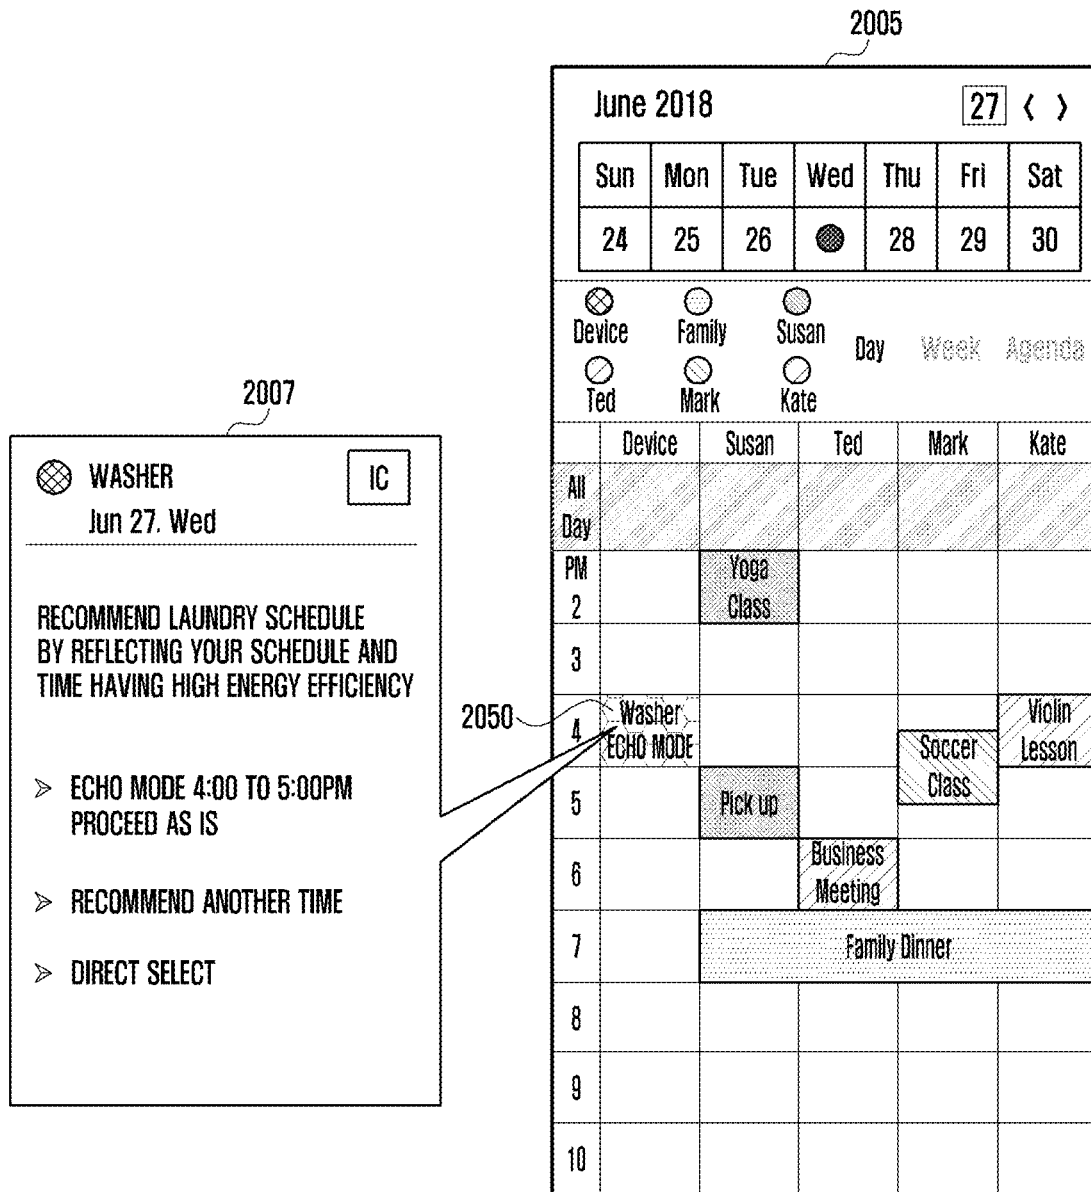 2005
June 2018 27 < >
Sun Mon Tue Wed Thu Fri Sat
24 25 26 28 29 30
Device Family Susan
Ted Mark Kate
Day Week Agenda
Device Susan Ted Mark Kate
All
Day
PM
2
Yoga
Class
3
4
Washer
ECHO MODE
Violin
Lesson
Soccer
Class
5
Pick up
6
Business
Meeting
7
Family Dinner
8
9
10
2050
2007
WASHER IC
Jun 27. Wed
RECOMMEND LAUNDRY SCHEDULE
BY REFLECTING YOUR SCHEDULE AND
TIME HAVING HIGH ENERGY EFFICIENCY
ECHO MODE 4:00 TO 5:00PM
PROCEED AS IS
RECOMMEND ANOTHER TIME
DIRECT SELECT